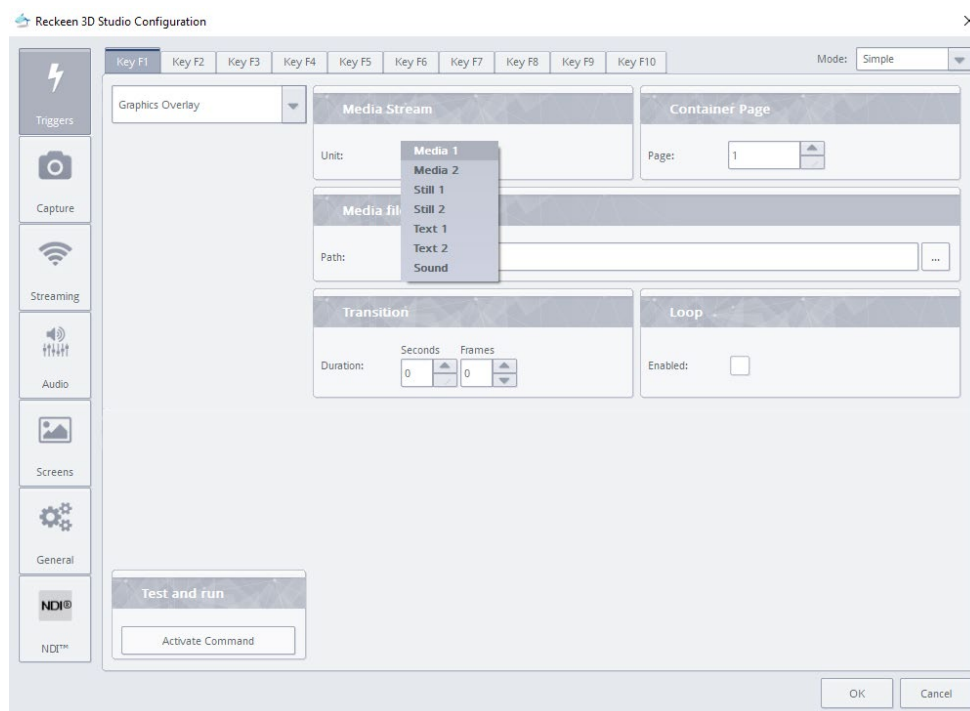 Reckeen 3D Studio Configuration
Key F1 Key F2 Key F3 Key F4 Key F5 Key F6 Key F7 Key F8 Key F9 Key F10
Mode: Simple
Triggers
Capture
Streaming
Audio
Screens
General
NDI®
NDI™
Graphics Overlay
Media Stream
Unit:
Media 1
Media 2
Still 1
Still 2
Text 1
Text 2
Sound
Container Page
Page: 1
Media fil
Path:
...
Transition
Seconds Frames
Duration: 0 0
Loop
Enabled:
Test and run
Activate Command
OK Cancel